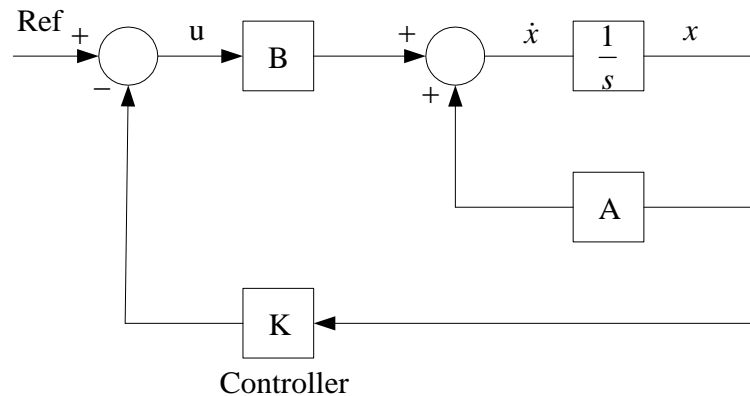 Ref
+
−
u
B
+
+
ẋ
1
s
x
A
K
Controller